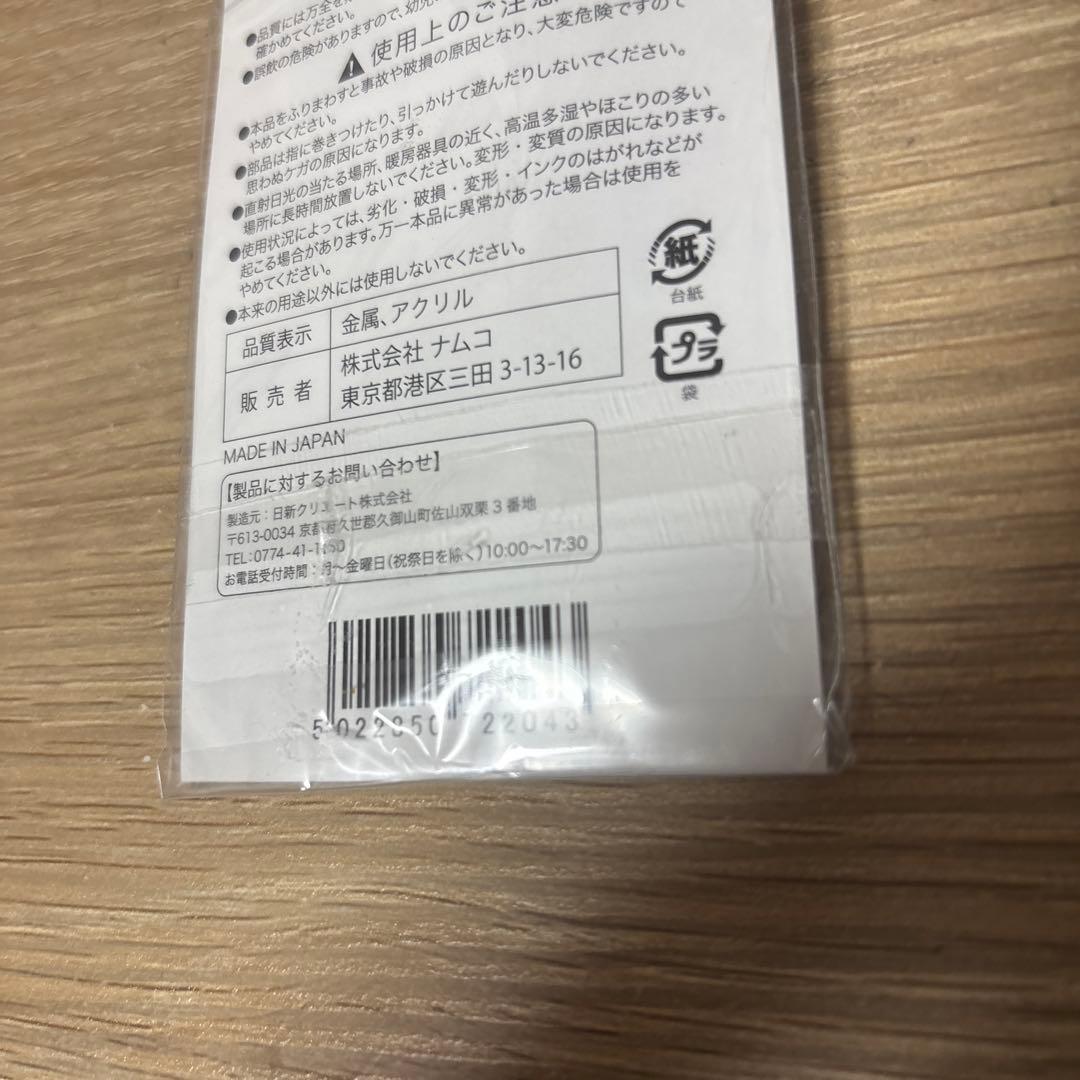 ●品質には万全を
確かめてください。
●誤飲の危険がありますので、幼児
⚠使用上のご注意
●本品をふりまわすと事故や破損の原因となり、大変危険ですので
やめてください。
●部品は指に巻きつけたり、引っかけて遊んだりしないでください。
思わぬケガの原因になります。
●直射日光の当たる場所、暖房器具の近く、高温多湿やほこりの多い
場所に長時間放置しないでください。変形・変質の原因になります。
●使用状況によっては、劣化・破損・変形・インクのはがれなどが
起こる場合があります。万一本品に異常があった場合は使用を
やめてください。
●本来の用途以外には使用しないでください。
品質表示 金属、アクリル
販売者 株式会社 ナムコ
東京都港区三田 3-13-16
紙
台紙
プラ
袋
MADE IN JAPAN
【製品に対するお問い合わせ】
製造元：日新クリエート株式会社
〒613-0034 京都府久世郡久御山町佐山双栗3番地
TEL：0774-41-
お電話受付時間：月〜金曜日（祝祭日を除く）10:00〜17:30
22043